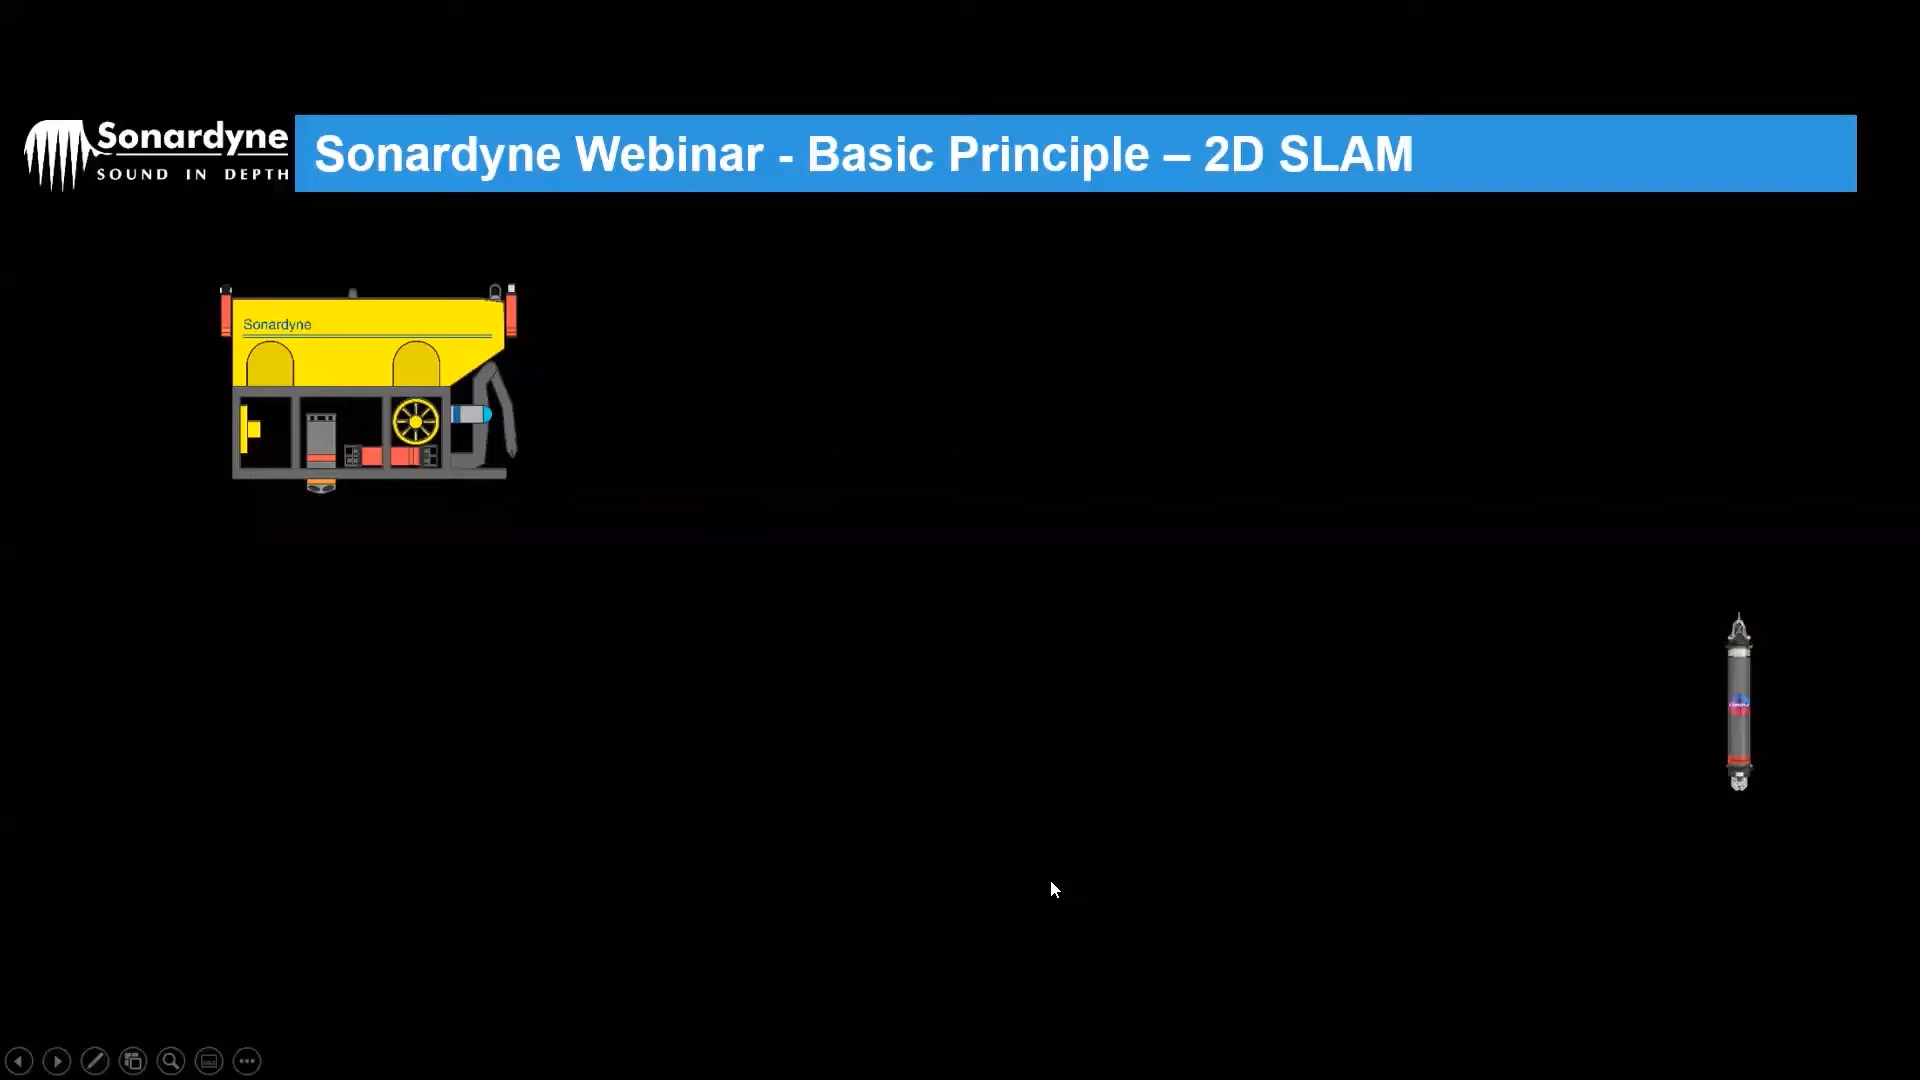 Sonardyne
SOUND IN DEPTH
Sonardyne Webinar - Basic Principle – 2D SLAM
Sonardyne